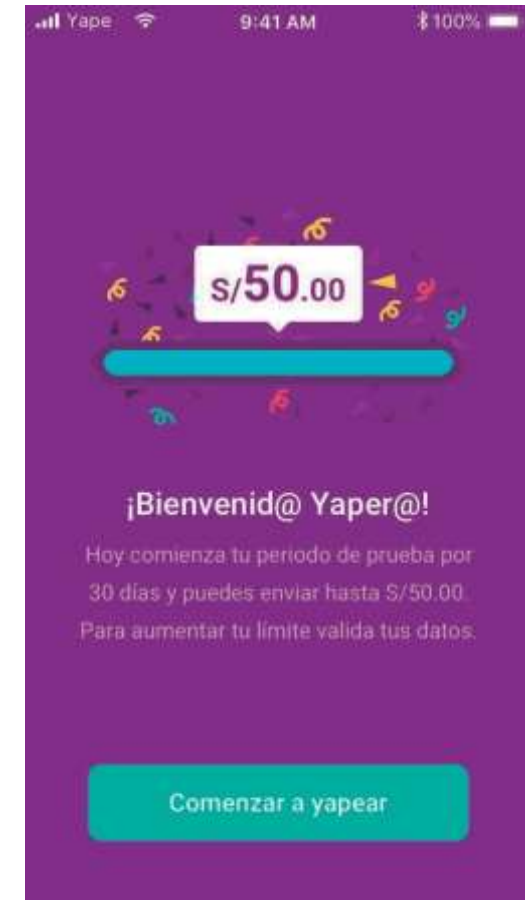 Yape 9:41 AM 100%
S/50.00
¡Bienvenid@ Yaper@!
Hoy comienza tu periodo de prueba por
30 días y puedes enviar hasta S/50.00.
Para aumentar tu límite valida tus datos.
Comenzar a yapear